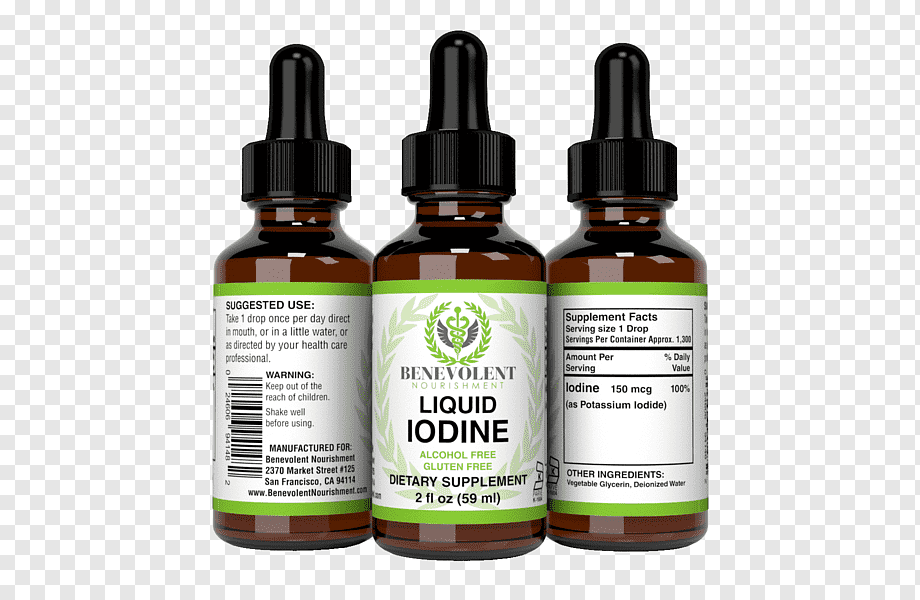 SUGGESTED USE:
Take 1 drop once per day direct
in mouth, or in a little water, or
as directed by your health care
professional.
WARNING:
Keep out of the
reach of children.
Shake well
before using.
MANUFACTURED FOR:
Benevolent Nourishment
2370 Market Street #125
San Francisco, CA 94114
www.BenevolentNourishment.com
0 24606 94148 2
BENEVOLENT
NOURISHMENT
LIQUID
IODINE
ALCOHOL FREE
GLUTEN FREE
DIETARY SUPPLEMENT
2 fl oz (59 ml)
Supplement Facts
Serving size 1 Drop
Servings Per Container Approx. 1,300
Amount Per % Daily
Serving Value
Iodine 150 mcg 100%
(as Potassium Iodide)
OTHER INGREDIENTS:
Vegetable Glycerin, Deionized Water